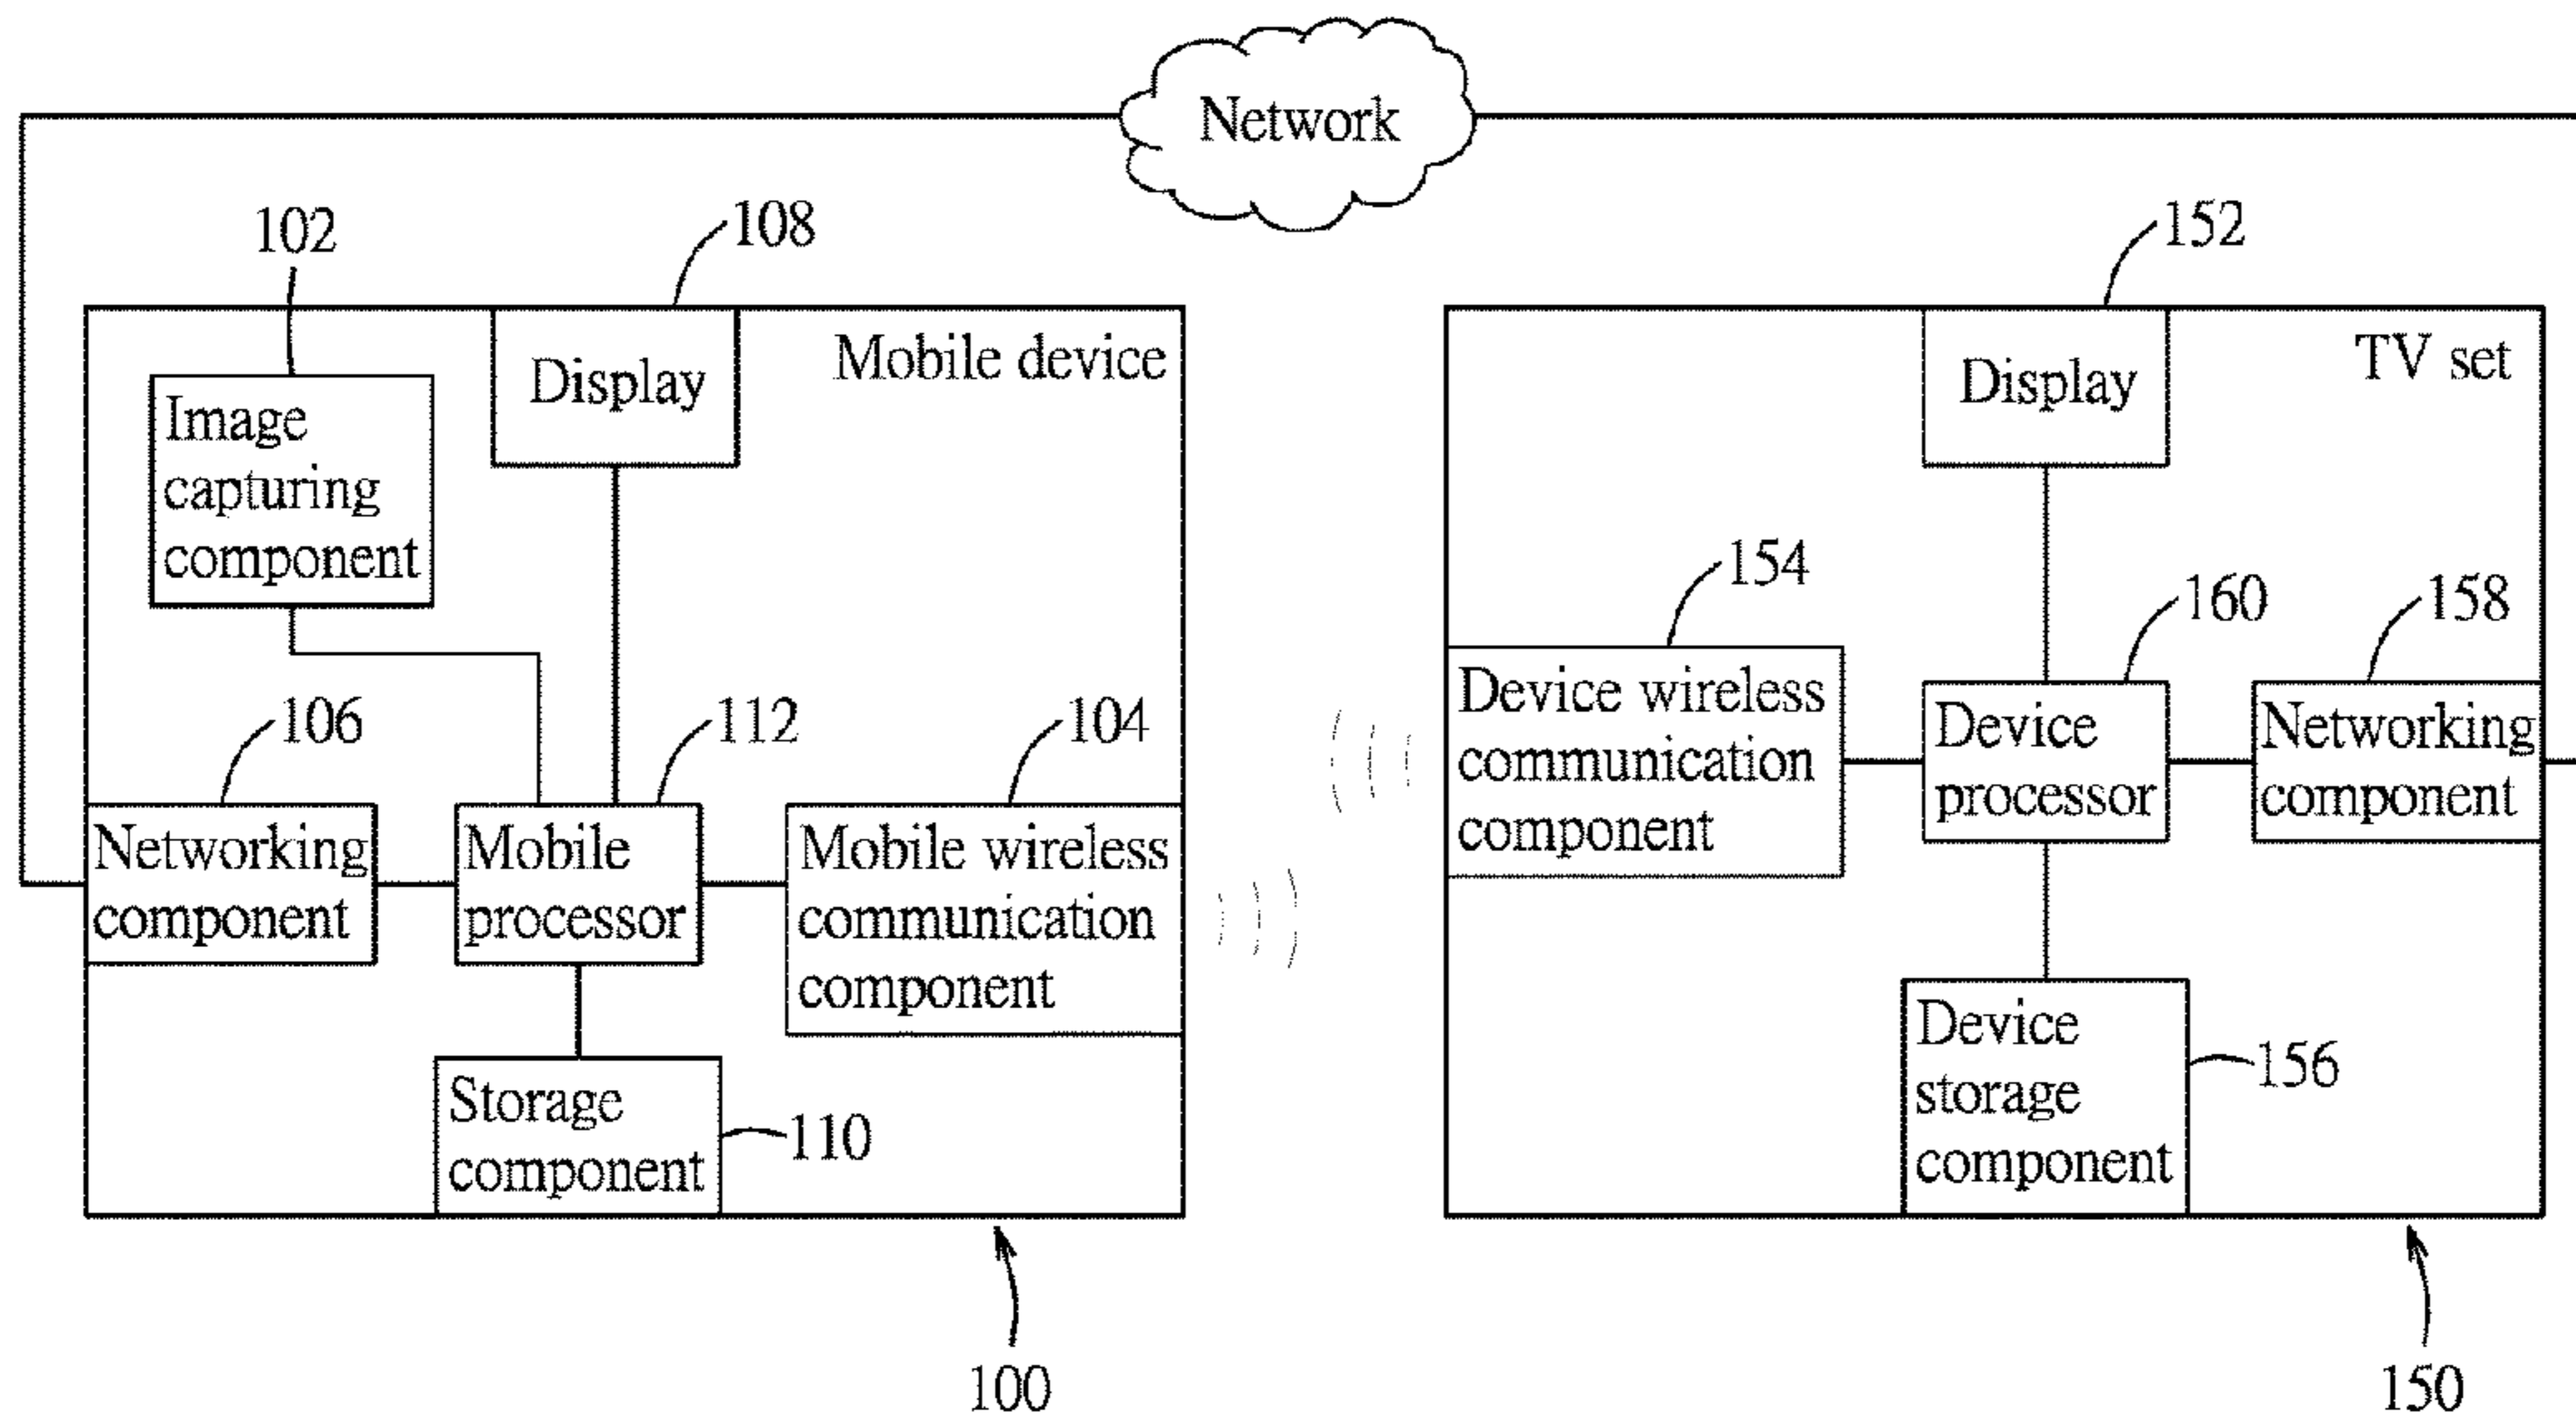 Network
102
108
152
Mobile device
Display
Image
capturing
component
TV set
Display
154
160
158
106
112
104
Device wireless
communication
component
Device
processor
Networking
component
Networking
component
Mobile
processor
Mobile wireless
communication
component
Storage
component
110
Device
storage
component
156
100
150